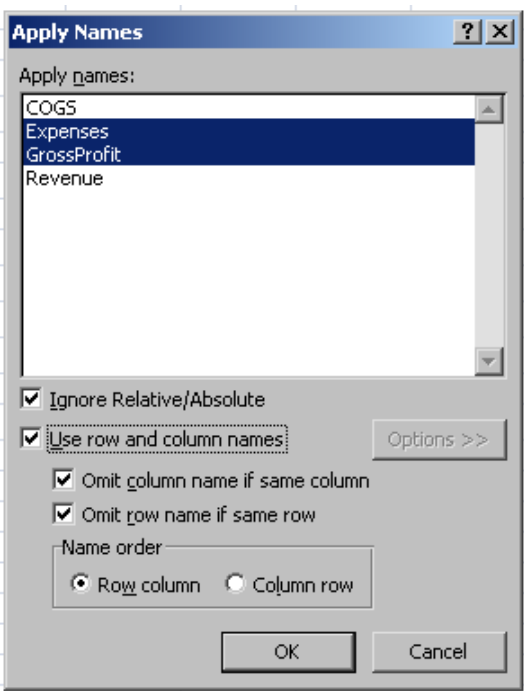 Apply Names
Apply names:
COGS
Expenses
GrossProfit
Revenue
Ignore Relative/Absolute
Use row and column names
Options >>
Omit column name if same column
Omit row name if same row
Name order
Row column
Column row
OK
Cancel